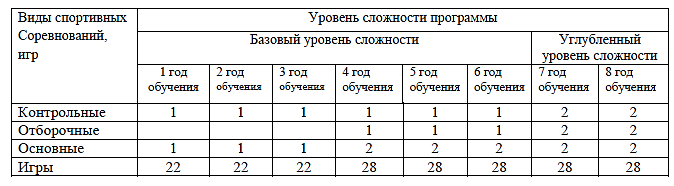 Виды спортивных Соревнований, игр
Уровень сложности программы
Базовый уровень сложности
Углубленный уровень сложности
1 год обучения
2 год обучения
3 год обучения
4 год обучения
5 год обучения
6 год обучения
7 год обучения
8 год обучения
Контрольные 1 1 1 1 1 1 2 2
Отборочные 1 1 1 2 2
Основные 1 1 1 2 2 2 2 2
Игры 22 22 22 28 28 28 28 28